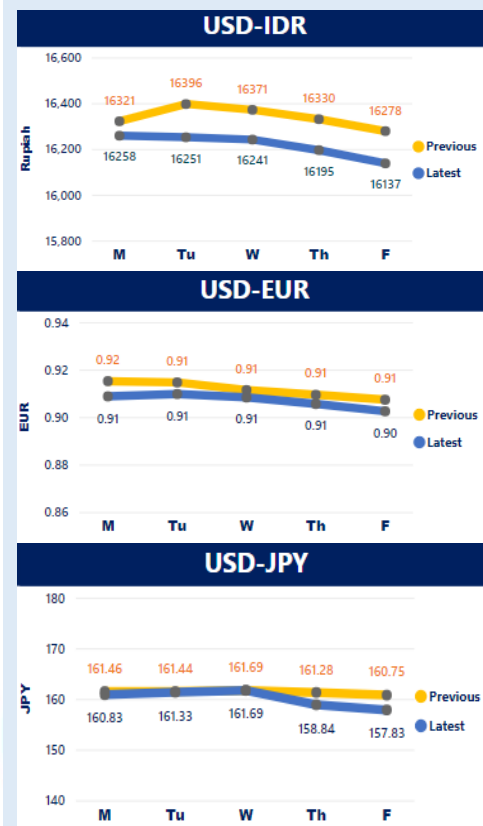 USD-IDR
16,600
16,400
16,200
16,000
15,800
Rupiah
16321 16396 16371 16330 16278
16258 16251 16241 16195 16137
Previous
Latest
M Tu W Th F
USD-EUR
0.94
0.92
0.90
0.88
0.86
EUR
0.92 0.91 0.91 0.91 0.91
0.91 0.91 0.91 0.91 0.90
Previous
Latest
M Tu W Th F
USD-JPY
180
170
160
150
140
JPY
161.46 161.44 161.69 161.28 160.75
160.83 161.33 161.69 158.84 157.83
Previous
Latest
M Tu W Th F